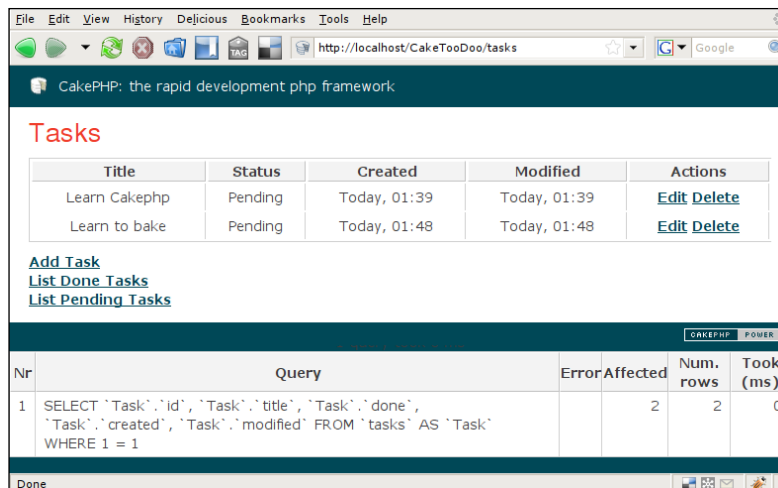 File Edit View History Delicious Bookmarks Tools Help
TAG http://localhost/CakeTooDoo/tasks G Google
CakePHP: the rapid development php framework
Tasks
Title Status Created Modified Actions
Learn Cakephp Pending Today, 01:39 Today, 01:39 Edit Delete
Learn to bake Pending Today, 01:48 Today, 01:48 Edit Delete
Add Task
List Done Tasks
List Pending Tasks
CAKEPHP POWER
Nr Query Error Affected Num. rows Took (ms)
1 SELECT `Task`.`id`, `Task`.`title`, `Task`.`done`, 2 2 0
`Task`.`created`, `Task`.`modified` FROM `tasks` AS `Task`
WHERE 1 = 1
Done